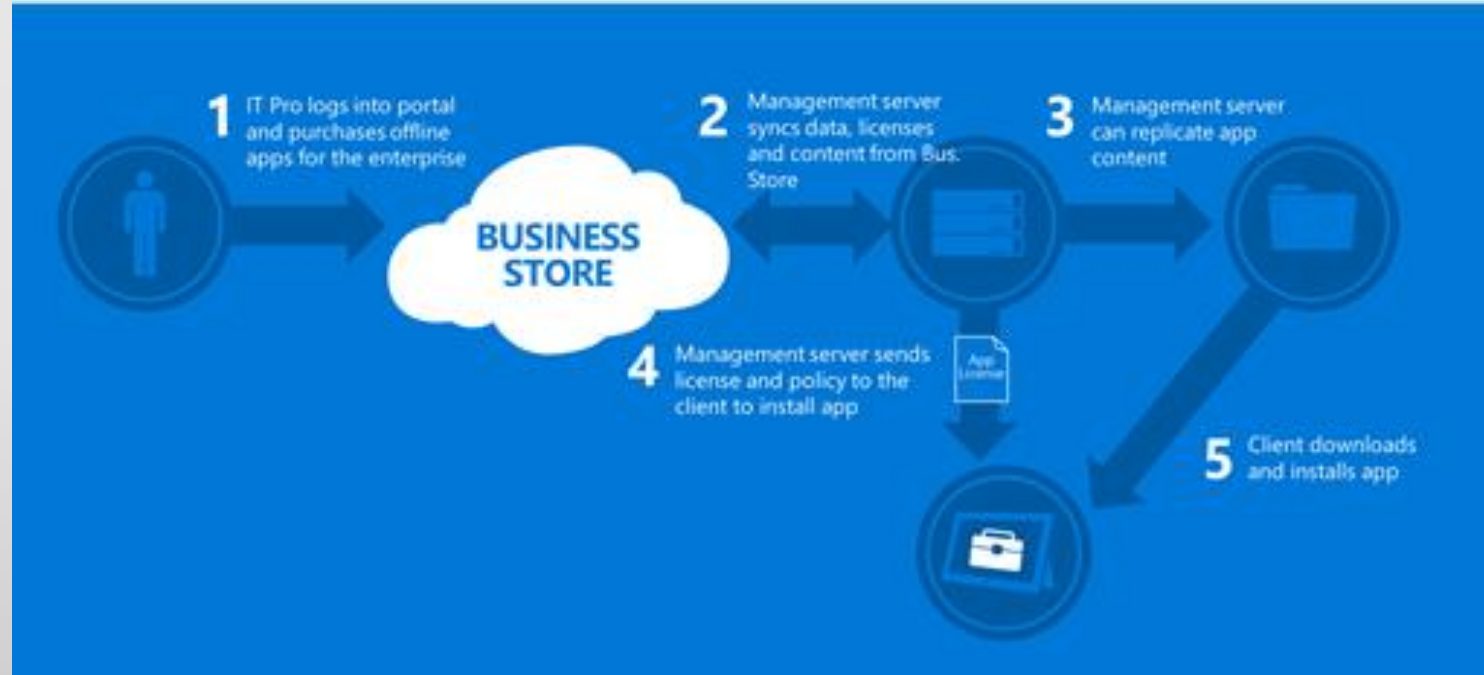 1
IT Pro logs into portal
and purchases offline
apps for the enterprise
BUSINESS
STORE
2
Management server
syncs data, licenses
and content from Bus.
Store
3
Management server
can replicate app
content
4
Management server sends
license and policy to the
client to install app
App
License
5
Client downloads
and installs app